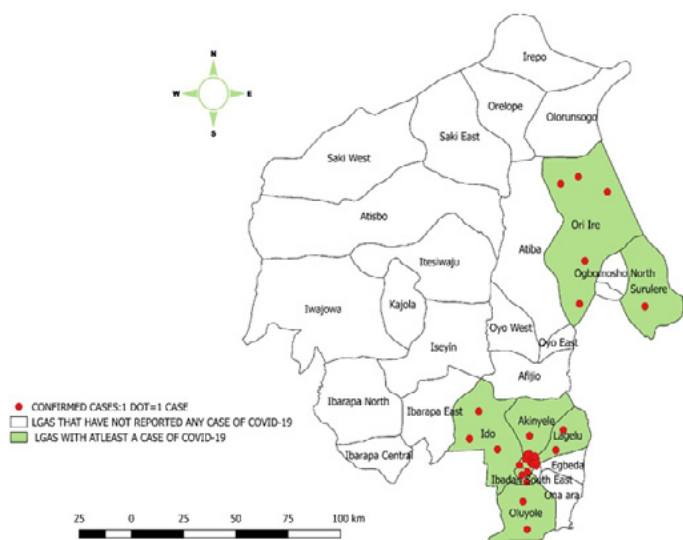 N
W E
S
Irepo
Orelope
Olorunsogo
Saki East
Saki West
Atisbo
Ori Ire
Atiba
Itesiwaju
Ogbomosho North
Surulere
Kajola
Iwajowa
Oyo West
Oyo East
Iseyin
Afijio
CONFIRMED CASES:1 DOT=1 CASE
LGAS THAT HAVE NOT REPORTED ANY CASE OF COVID-19
LGAS WITH ATLEAST A CASE OF COVID-19
Ibarapa North
Ibarapa East
Akinyele
Ido
Lagelu
Ibarapa Central
Egbeda
Ibadan South East
Ona ara
Oluyole
25 0 25 50 75 100 km